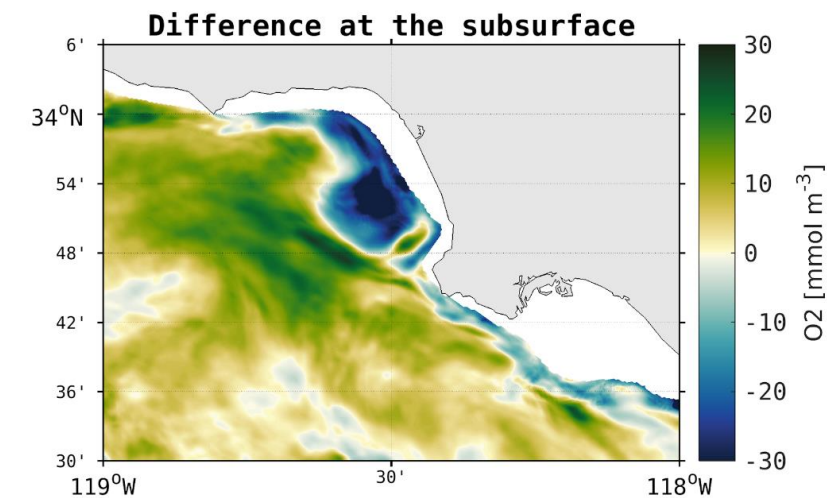 Difference at the subsurface
6'
34°N
54'
48'
42'
36'
30'
119°W
30'
118°W
30
20
10
0
-10
-20
-30
O2 [mmol m⁻³]